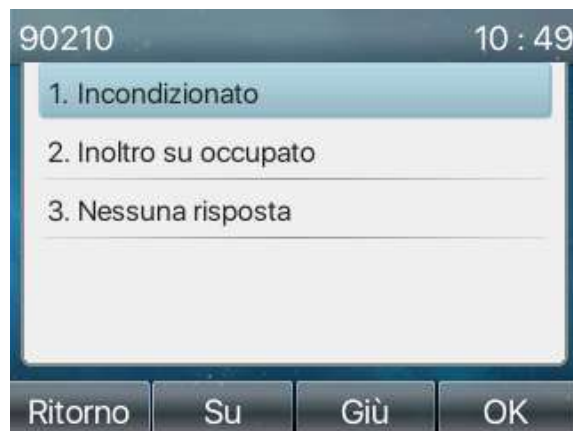 90210 10 : 49
1. Incondizionato
2. Inoltro su occupato
3. Nessuna risposta
Ritorno Su Giù OK